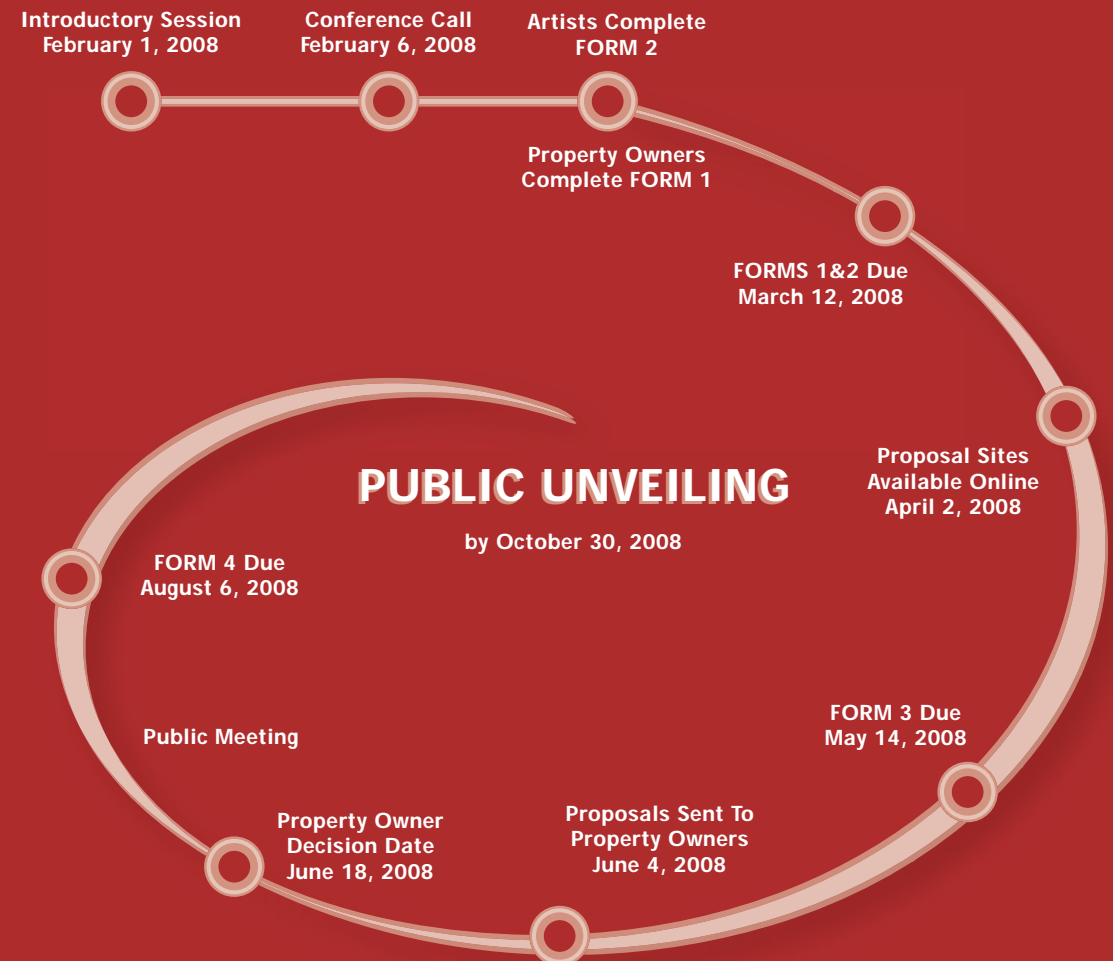 Introductory Session
February 1, 2008
Conference Call
February 6, 2008
Artists Complete
FORM 2
Property Owners
Complete FORM 1
FORMS 1&2 Due
March 12, 2008
Proposal Sites
Available Online
April 2, 2008
FORM 3 Due
May 14, 2008
Proposals Sent To
Property Owners
June 4, 2008
Property Owner
Decision Date
June 18, 2008
Public Meeting
FORM 4 Due
August 6, 2008
PUBLIC UNVEILING
by October 30, 2008